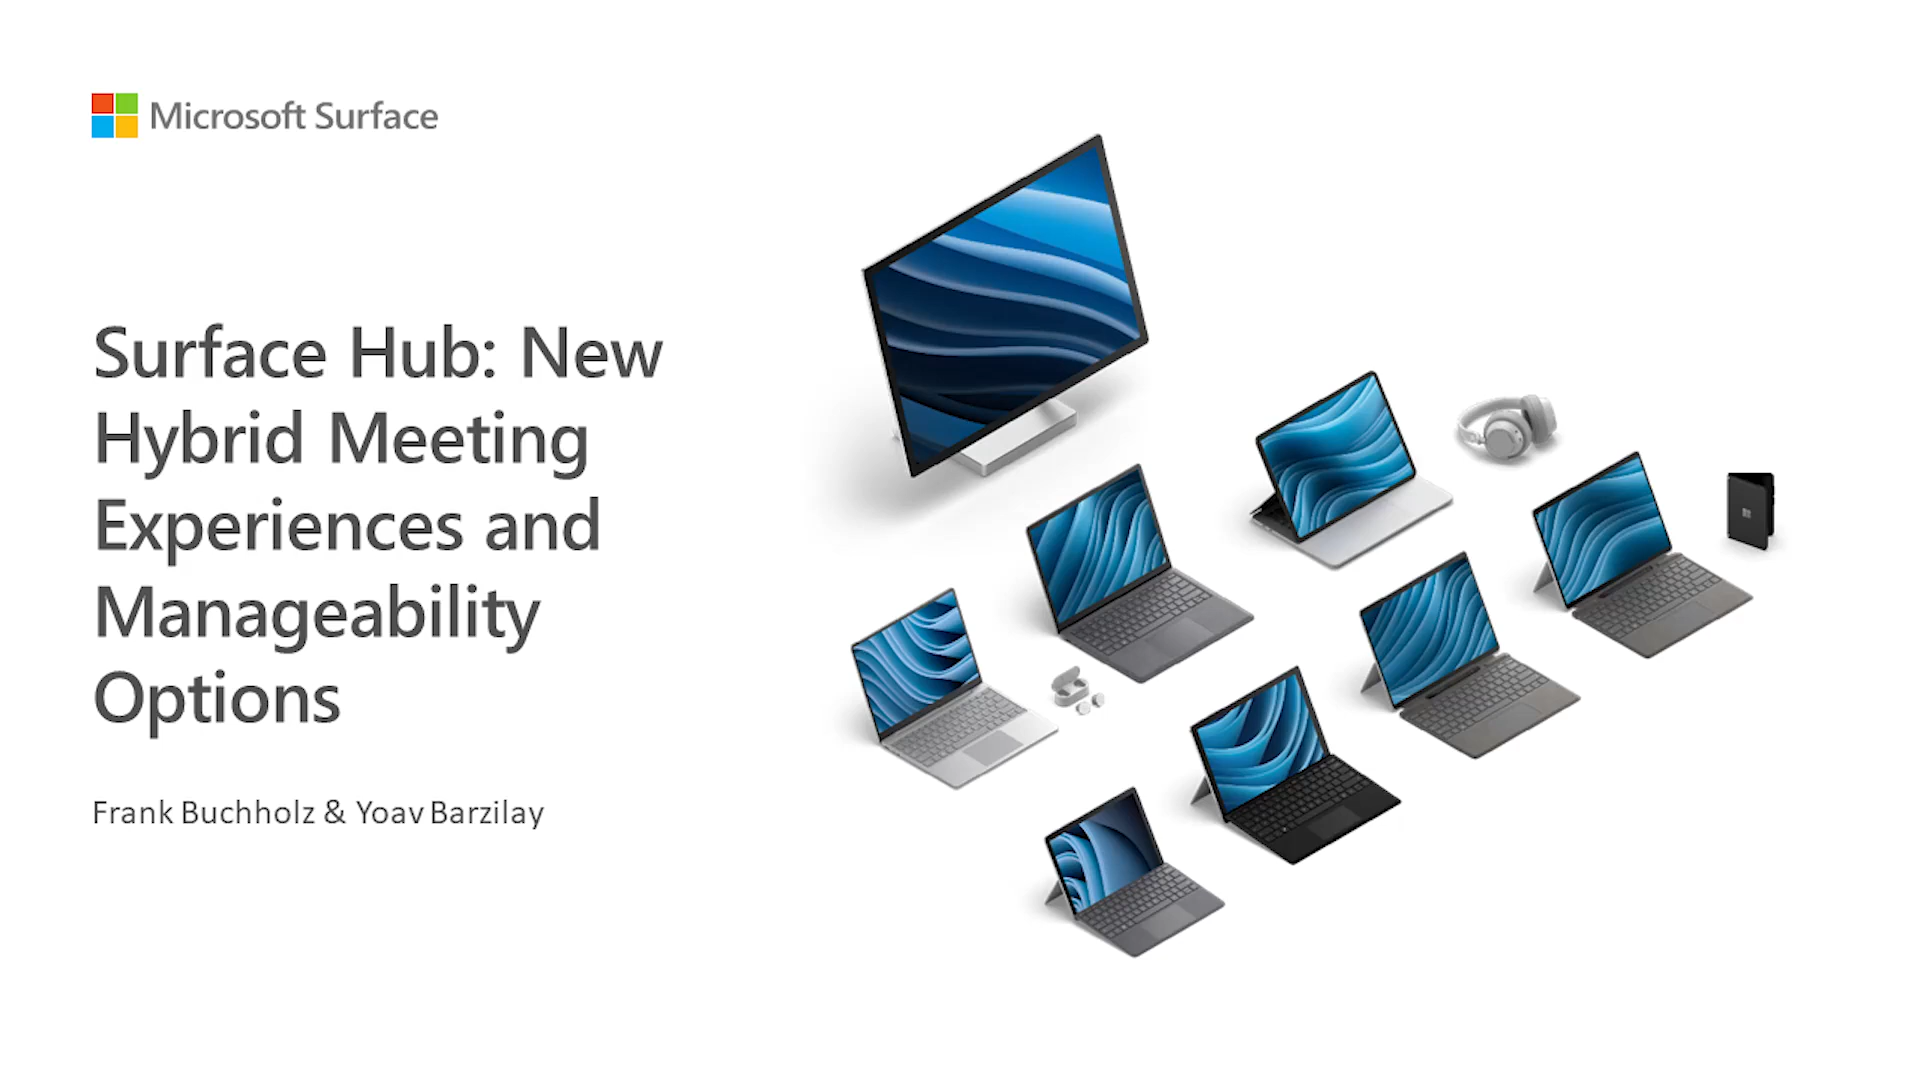 Microsoft Surface
Surface Hub: New
Hybrid Meeting
Experiences and
Manageability
Options
Frank Buchholz & Yoav Barzilay